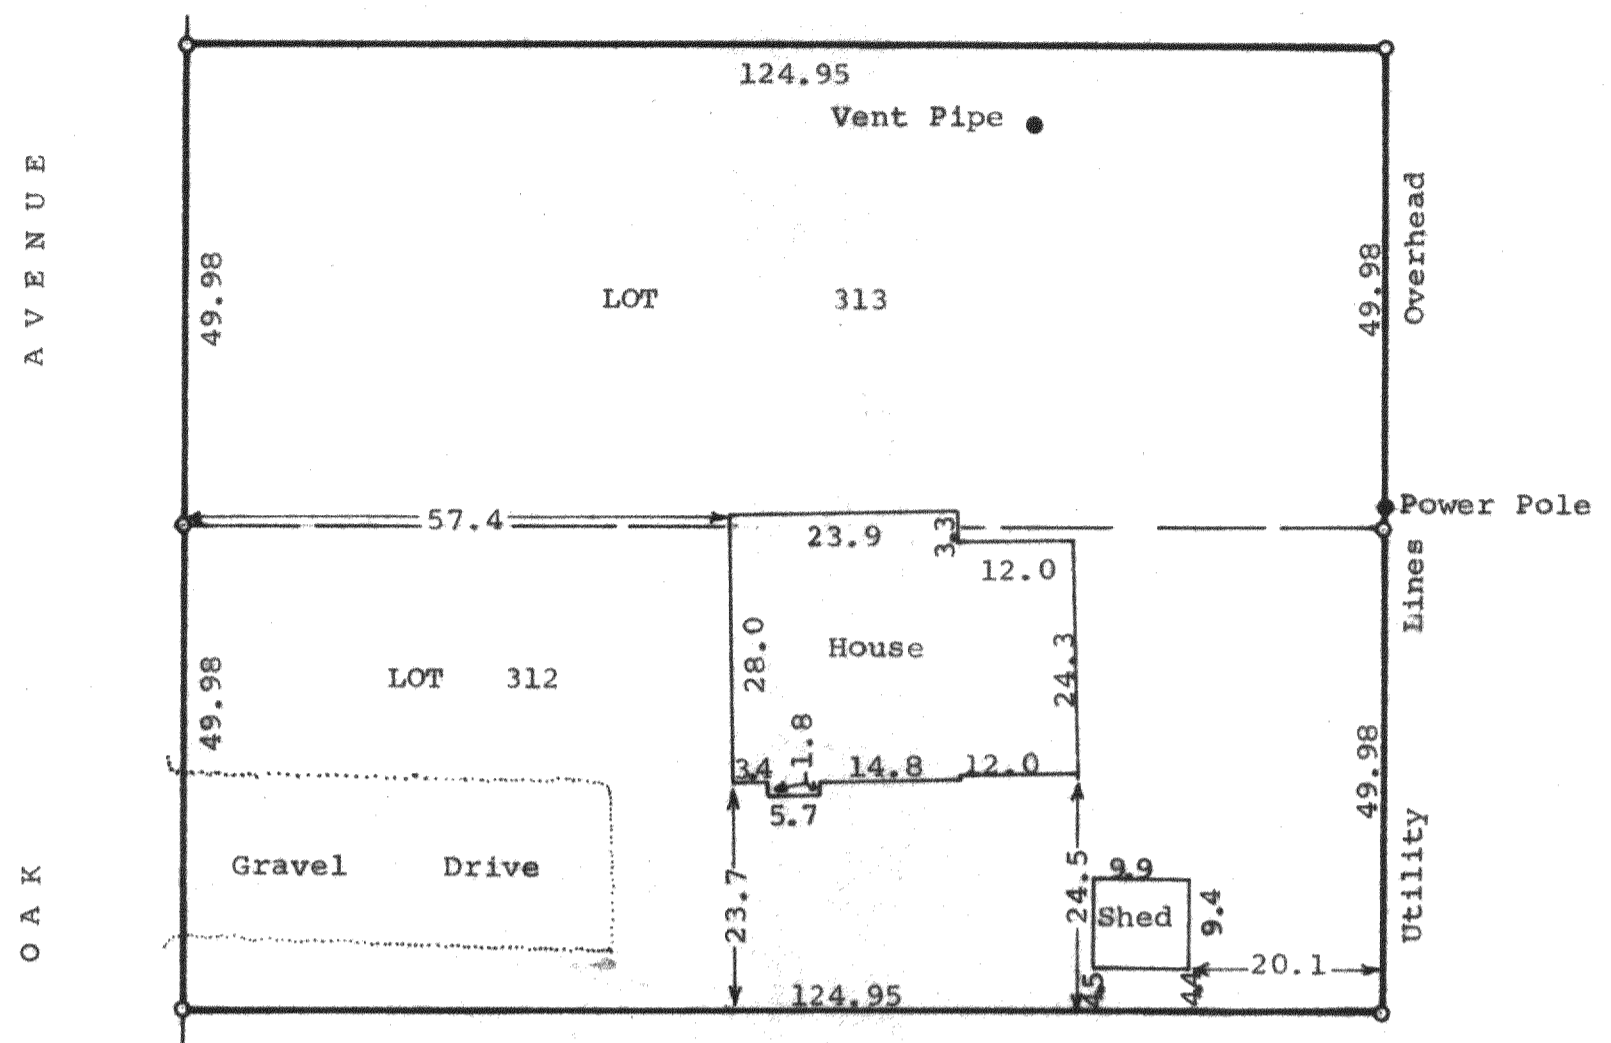 124.95
Vent Pipe
AVENUE
49.98
LOT 313
49.98
Overhead
57.4
23.9
3.3
12.0
Power Pole
Lines
28.0
House
24.3
LOT 312
49.98
3.4
1.8
14.8
12.0
5.7
49.98
Gravel Drive
OAK
23.7
24.5
9.9
Shed
9.4
Utility
20.1
4.5
4.4
124.95